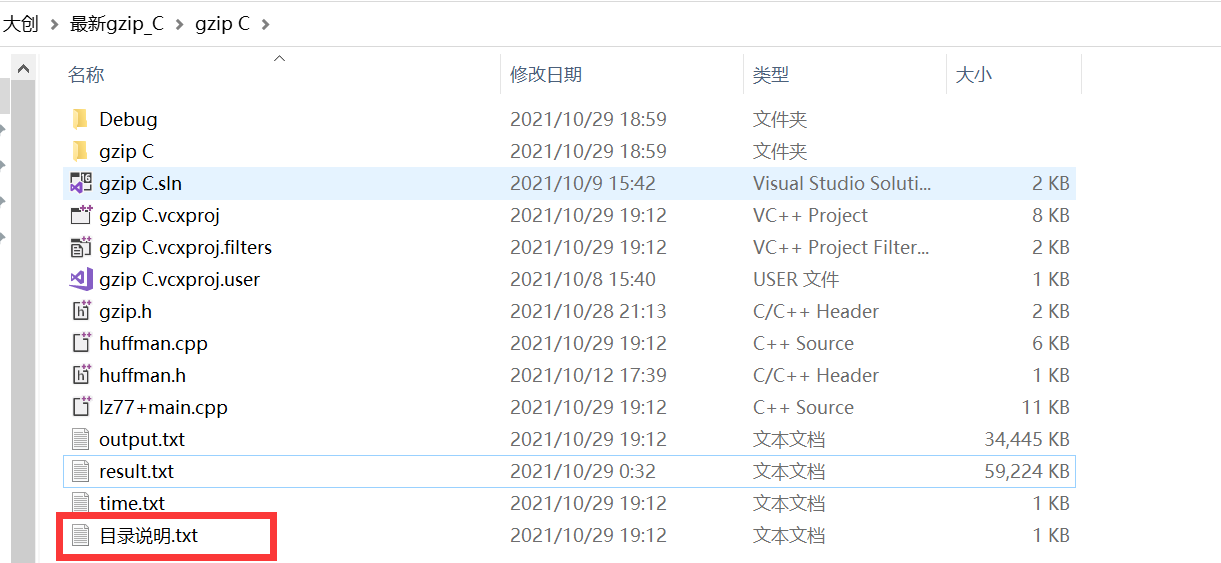 大创 > 最新gzip_C > gzip C >
名称 修改日期 类型 大小
Debug 2021/10/29 18:59 文件夹
gzip C 2021/10/29 18:59 文件夹
gzip C.sln 2021/10/9 15:42 Visual Studio Soluti... 2 KB
gzip C.vcxproj 2021/10/29 19:12 VC++ Project 8 KB
gzip C.vcxproj.filters 2021/10/29 19:12 VC++ Project Filter... 2 KB
gzip C.vcxproj.user 2021/10/8 15:40 USER 文件 1 KB
gzip.h 2021/10/28 21:13 C/C++ Header 2 KB
huffman.cpp 2021/10/29 19:12 C++ Source 6 KB
huffman.h 2021/10/12 17:39 C/C++ Header 1 KB
lz77+main.cpp 2021/10/29 19:12 C++ Source 11 KB
output.txt 2021/10/29 19:12 文本文档 34,445 KB
result.txt 2021/10/29 0:32 文本文档 59,224 KB
time.txt 2021/10/29 19:12 文本文档 1 KB
目录说明.txt 2021/10/29 19:12 文本文档 1 KB